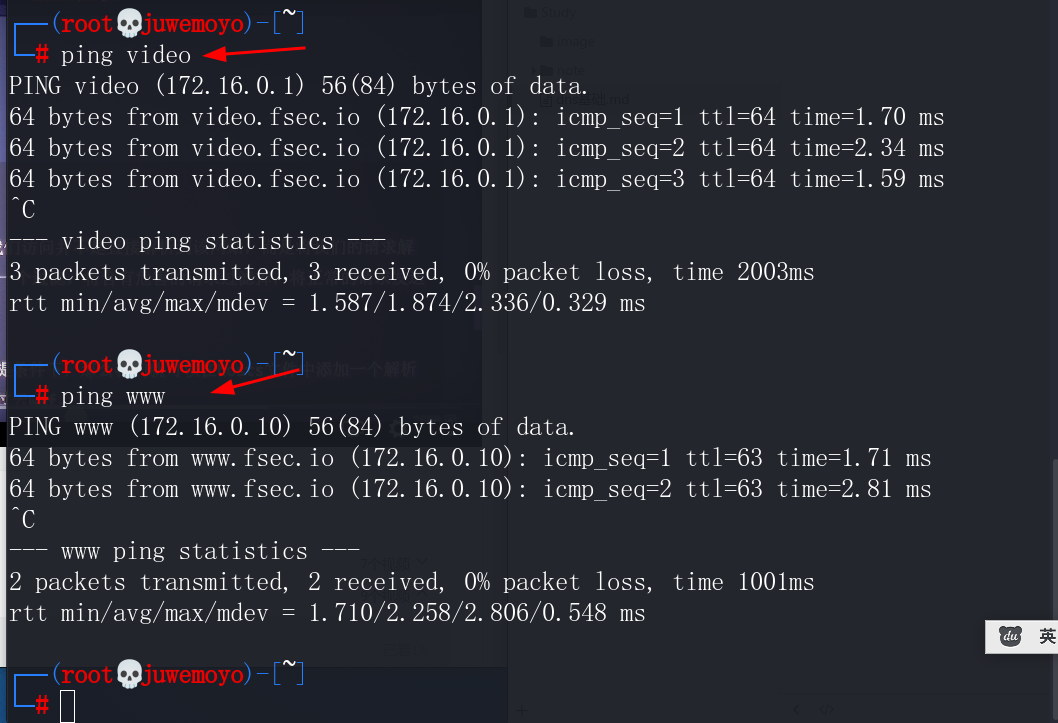 (root💀juwemoyo)-[~]
# ping video
PING video (172.16.0.1) 56(84) bytes of data.
64 bytes from video.fsec.io (172.16.0.1): icmp_seq=1 ttl=64 time=1.70 ms
64 bytes from video.fsec.io (172.16.0.1): icmp_seq=2 ttl=64 time=2.34 ms
64 bytes from video.fsec.io (172.16.0.1): icmp_seq=3 ttl=64 time=1.59 ms
^C
--- video ping statistics ---
3 packets transmitted, 3 received, 0% packet loss, time 2003ms
rtt min/avg/max/mdev = 1.587/1.874/2.336/0.329 ms
(root💀juwemoyo)-[~]
# ping www
PING www (172.16.0.10) 56(84) bytes of data.
64 bytes from www.fsec.io (172.16.0.10): icmp_seq=1 ttl=63 time=1.71 ms
64 bytes from www.fsec.io (172.16.0.10): icmp_seq=2 ttl=63 time=2.81 ms
^C
--- www ping statistics ---
2 packets transmitted, 2 received, 0% packet loss, time 1001ms
rtt min/avg/max/mdev = 1.710/2.258/2.806/0.548 ms
(root💀juwemoyo)-[~]
#
Study
image
中添加一个解析
du 英